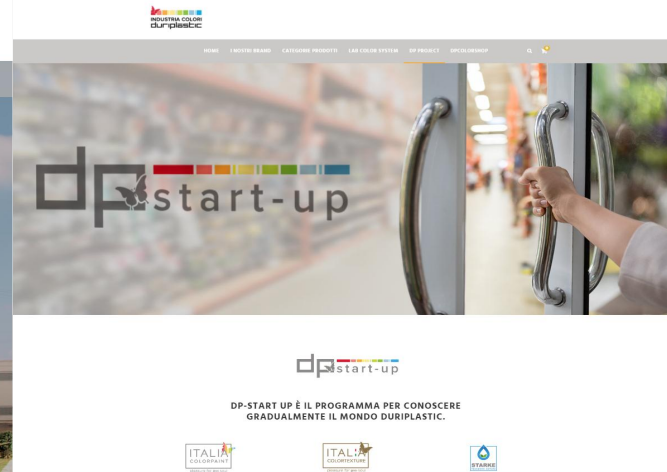 INDUSTRIA COLORI
duriplastic
HOME I NOSTRI BRAND CATEGORIE PRODOTTI LAB COLOR SYSTEM DP PROJECT DPCOLORSHOP
dp start-up
dp start-up
DP-START UP È IL PROGRAMMA PER CONOSCERE
GRADUALMENTE IL MONDO DURIPLASTIC.
ITALIA
COLORPAINT
ITALIA
COLORTEXTURE
STARKE